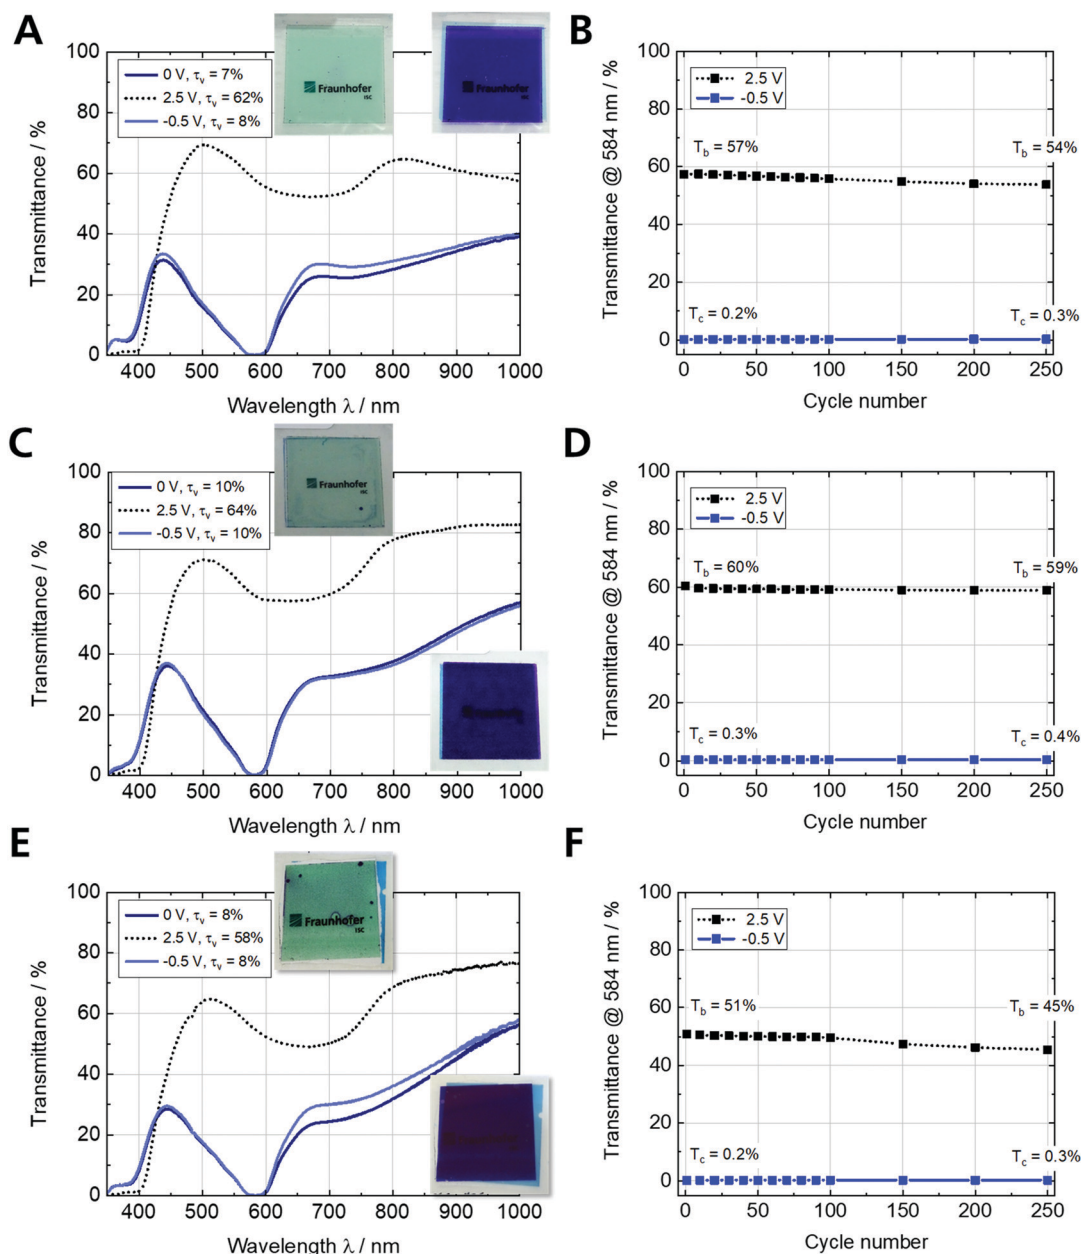 A
0 V, τv = 7%
2.5 V, τv = 62%
-0.5 V, τv = 8%
Fraunhofer
ISC
Fraunhofer
ISC
Transmittance / %
100
80
60
40
20
0
400 500 600 700 800 900 1000
Wavelength λ / nm
B
2.5 V
-0.5 V
Tb = 57%
Tb = 54%
Tc = 0.2%
Tc = 0.3%
Transmittance @ 584 nm / %
100
80
60
40
20
0
0 50 100 150 200 250
Cycle number
C
0 V, τv = 10%
2.5 V, τv = 64%
-0.5 V, τv = 10%
Fraunhofer
ISC
Transmittance / %
100
80
60
40
20
0
400 500 600 700 800 900 1000
Wavelength λ / nm
D
2.5 V
-0.5 V
Tb = 60%
Tb = 59%
Tc = 0.3%
Tc = 0.4%
Transmittance @ 584 nm / %
100
80
60
40
20
0
0 50 100 150 200 250
Cycle number
E
0 V, τv = 8%
2.5 V, τv = 58%
-0.5 V, τv = 8%
Fraunhofer
ISC
Transmittance / %
100
80
60
40
20
0
400 500 600 700 800 900 1000
Wavelength λ / nm
F
2.5 V
-0.5 V
Tb = 51%
Tb = 45%
Tc = 0.2%
Tc = 0.3%
Transmittance @ 584 nm / %
100
80
60
40
20
0
0 50 100 150 200 250
Cycle number